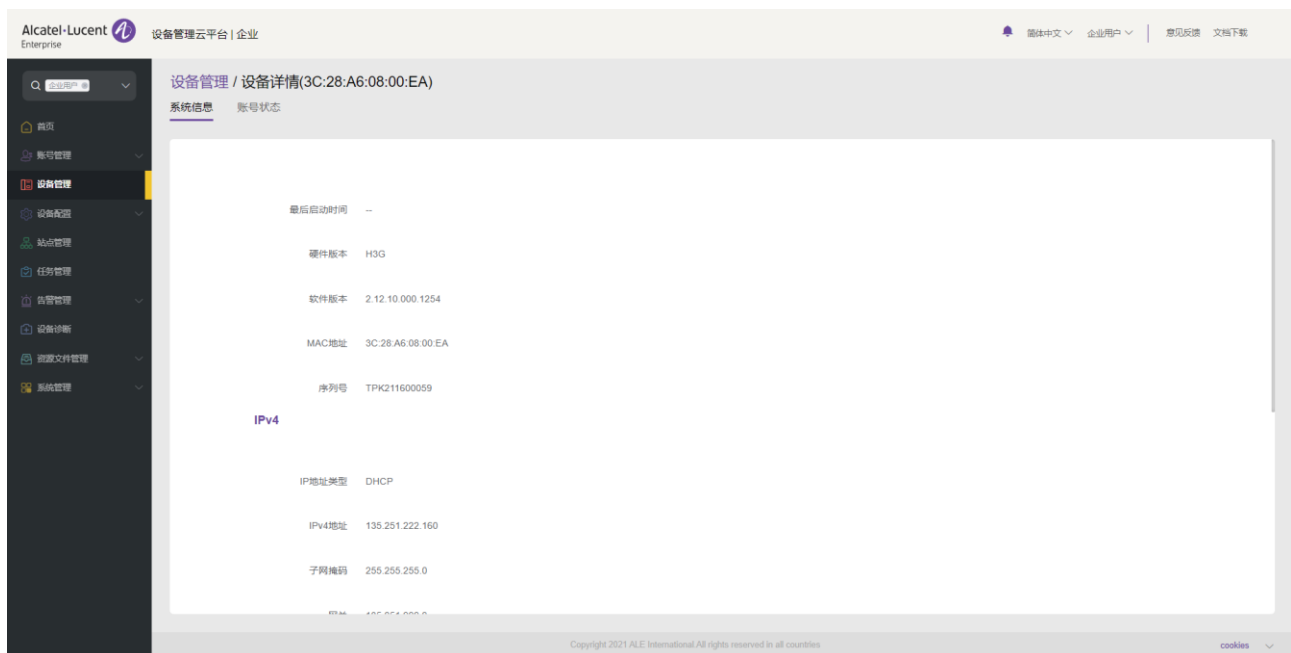 Alcatel·Lucent
Enterprise
设备管理云平台 | 企业
简体中文
企业用户
意见反馈
文档下载
企业用户
首页
账号管理
设备管理
设备配置
站点管理
任务管理
告警管理
设备诊断
资源文件管理
系统管理
设备管理 / 设备详情(3C:28:A6:08:00:EA)
系统信息
账号状态
最后启动时间 --
硬件版本 H3G
软件版本 2.12.10.000.1254
MAC地址 3C:28:A6:08:00:EA
序列号 TPK211600059
IPv4
IP地址类型 DHCP
IPv4地址 135.251.222.160
子网掩码 255.255.255.0
Copyright 2021 ALE International.All rights reserved in all countries
cookies